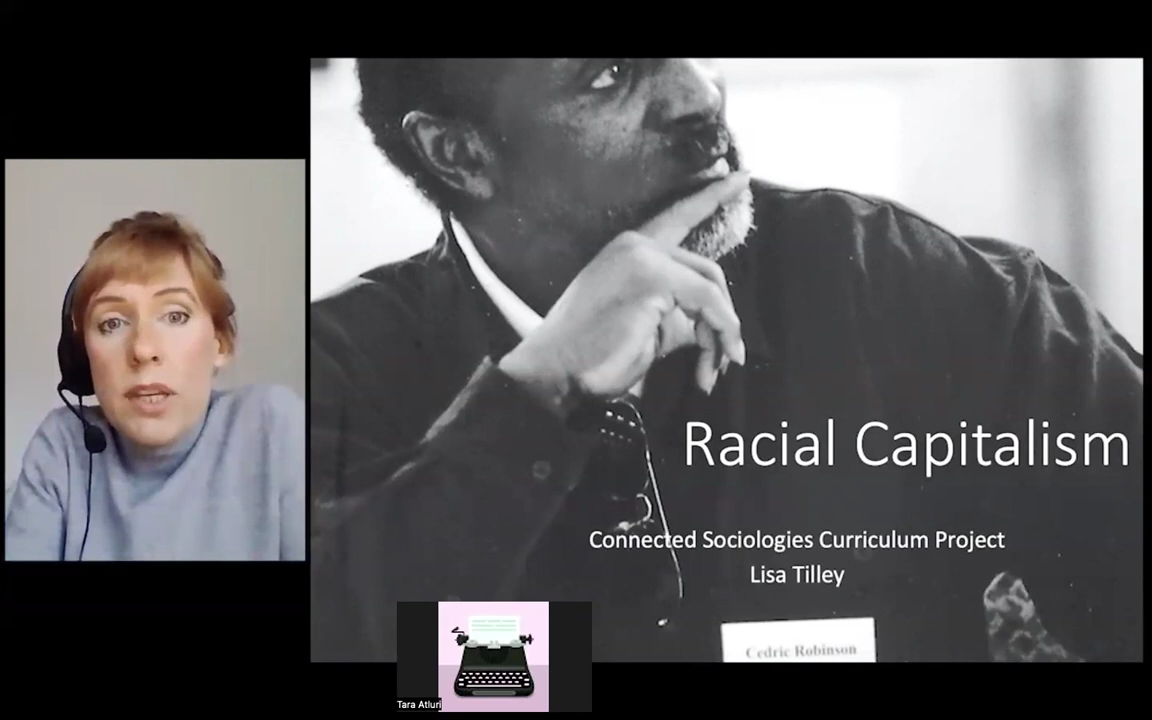 Racial Capitalism
Connected Sociologies Curriculum Project
Lisa Tilley
Cedric Robinson
Tara Atluri